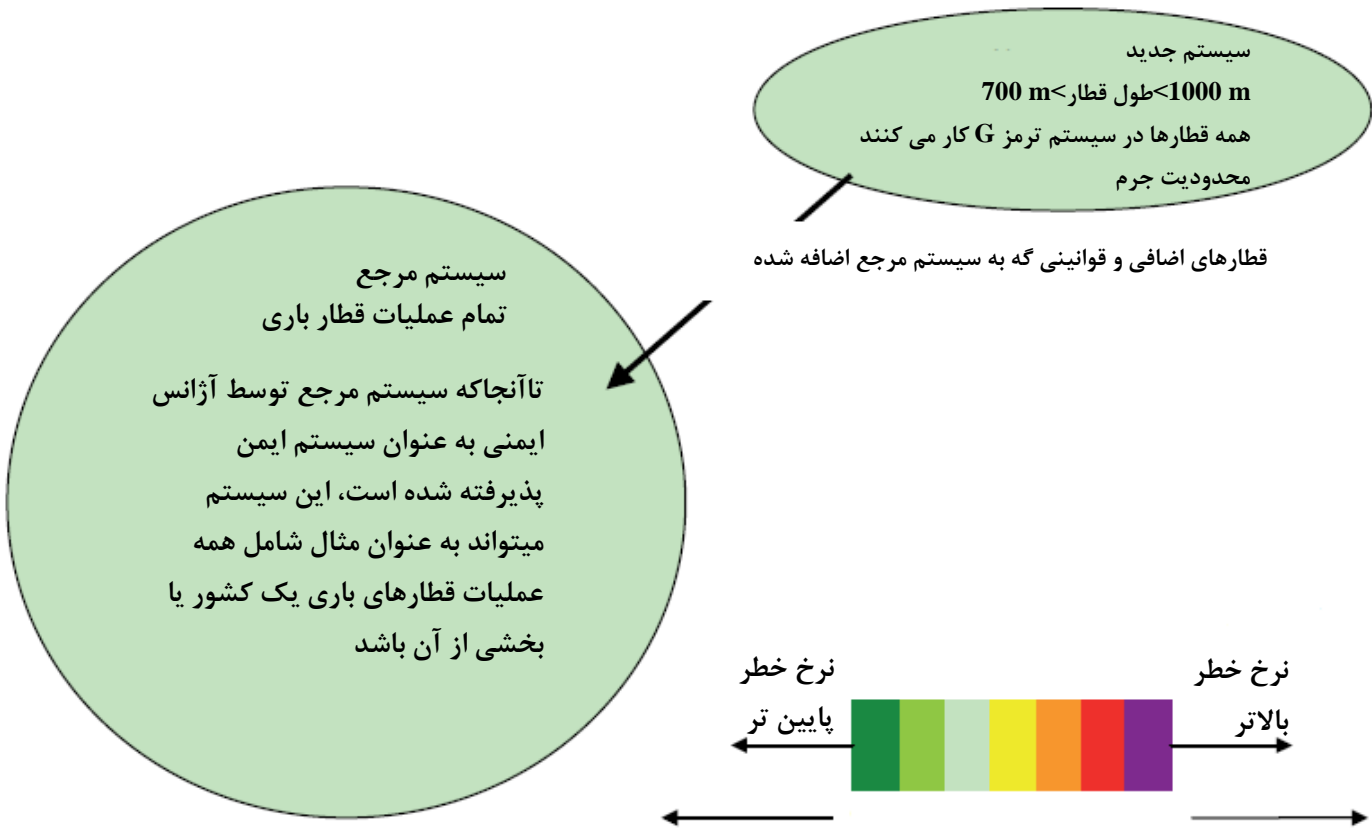 سیستم جدید
1000 m>طول قطار>700 m
همه قطارها در سیستم ترمز G کار می کنند
محدودیت جرم
قطارهای اضافی و قوانینی گه به سیستم مرجع اضافه شده
سیستم مرجع
تمام عملیات قطار باری
تاآنجاکه سیستم مرجع توسط آژانس
ایمنی به عنوان سیستم ایمن
پذیرفته شده است، این سیستم
میتواند به عنوان مثال شامل همه
عملیات قطارهای باری یک کشور یا
بخشی از آن باشد
نرخ خطر
بالاتر
نرخ خطر
پایین تر